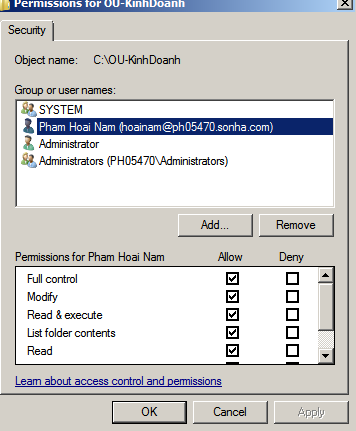 Permissions for OU-KinhDoanh
Security
Object name: C:\OU-KinhDoanh
Group or user names:
SYSTEM
Pham Hoai Nam (hoainam@ph05470.sonha.com)
Administrator
Administrators (PH05470\Administrators)
Add... Remove
Permissions for Pham Hoai Nam Allow Deny
Full control
Modify
Read & execute
List folder contents
Read
Learn about access control and permissions
OK Cancel Apply